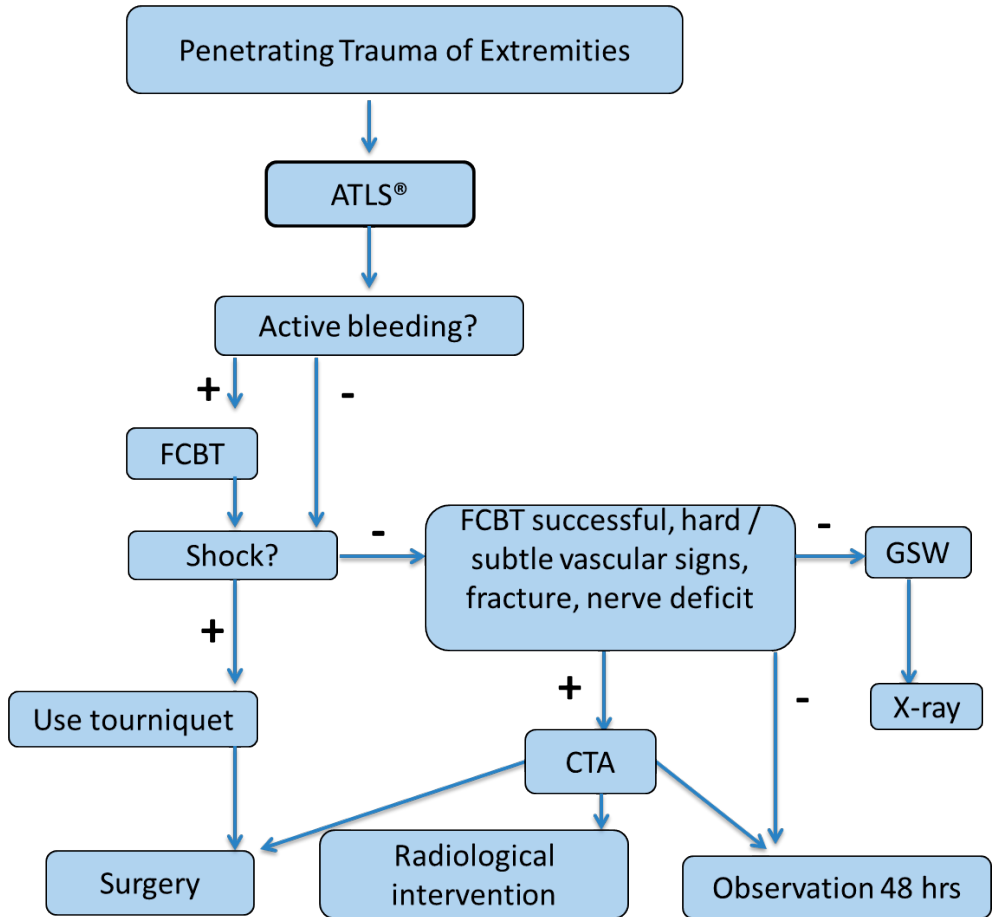 Penetrating Trauma of Extremities
ATLS®
Active bleeding?
+
-
FCBT
Shock?
-
FCBT successful, hard /
subtle vascular signs,
fracture, nerve deficit
-
GSW
+
+
-
X-ray
Use tourniquet
CTA
Surgery
Radiological
intervention
Observation 48 hrs